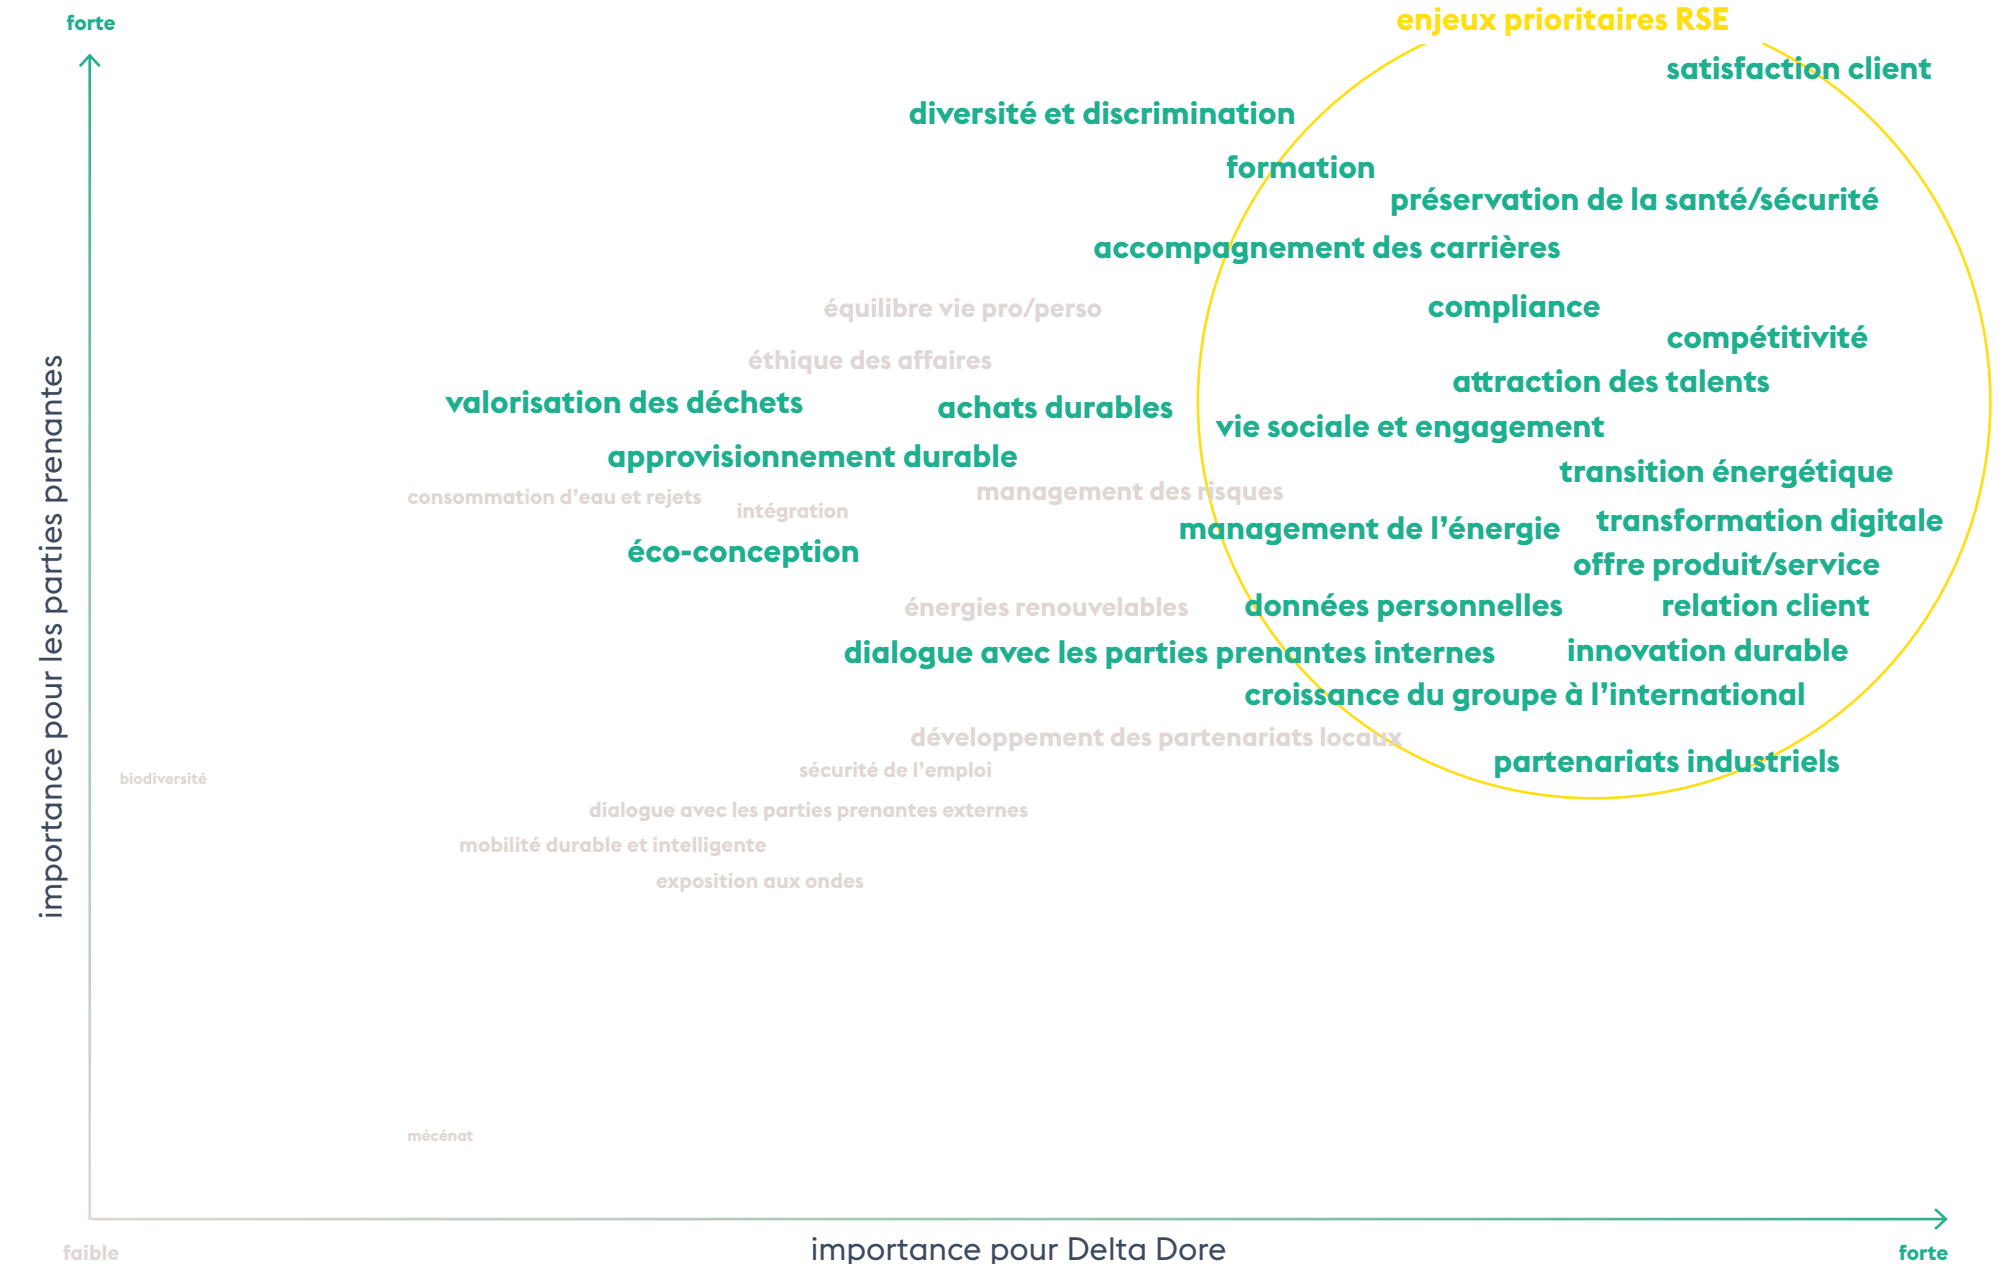 enjeux prioritaires RSE
forte
satisfaction client
diversité et discrimination
formation
préservation de la santé/sécurité
accompagnement des carrières
équilibre vie pro/perso
compliance
compétitivité
éthique des affaires
attraction des talents
valorisation des déchets
achats durables
vie sociale et engagement
approvisionnement durable
transition énergétique
management des risques
consommation d’eau et rejets
intégration
transformation digitale
management de l’énergie
éco-conception
offre produit/service
énergies renouvelables
données personnelles
relation client
dialogue avec les parties prenantes internes
innovation durable
croissance du groupe à l’international
développement des partenariats locaux
partenariats industriels
sécurité de l’emploi
biodiversité
dialogue avec les parties prenantes externes
mobilité durable et intelligente
exposition aux ondes
mécénat
importance pour les parties prenantes
faible
importance pour Delta Dore
forte